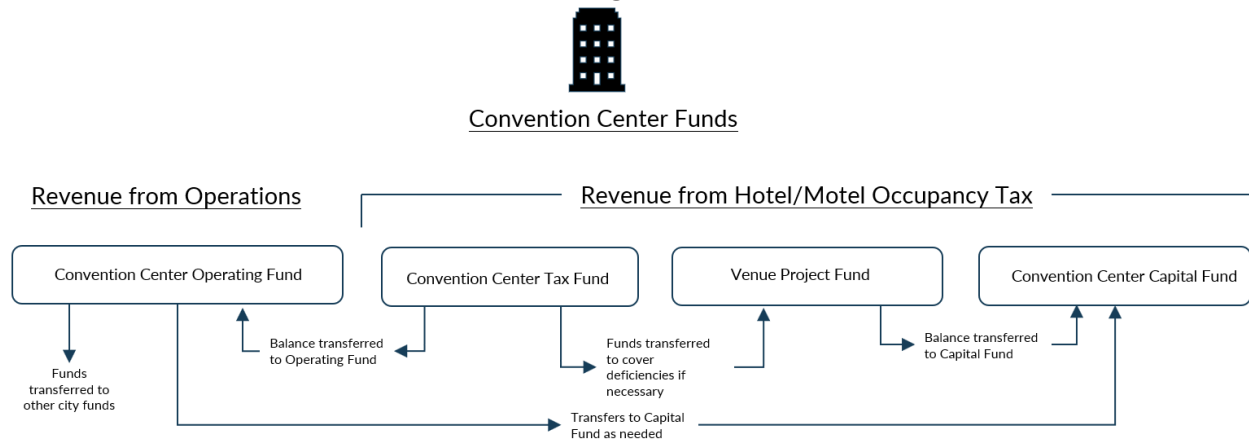 Convention Center Funds
Revenue from Operations
Revenue from Hotel/Motel Occupancy Tax
Convention Center Operating Fund
Convention Center Tax Fund
Venue Project Fund
Convention Center Capital Fund
Funds
transferred to
other city funds
Balance transferred
to Operating Fund
Funds transferred
to cover
deficiencies if
necessary
Balance transferred
to Capital Fund
Transfers to Capital
Fund as needed